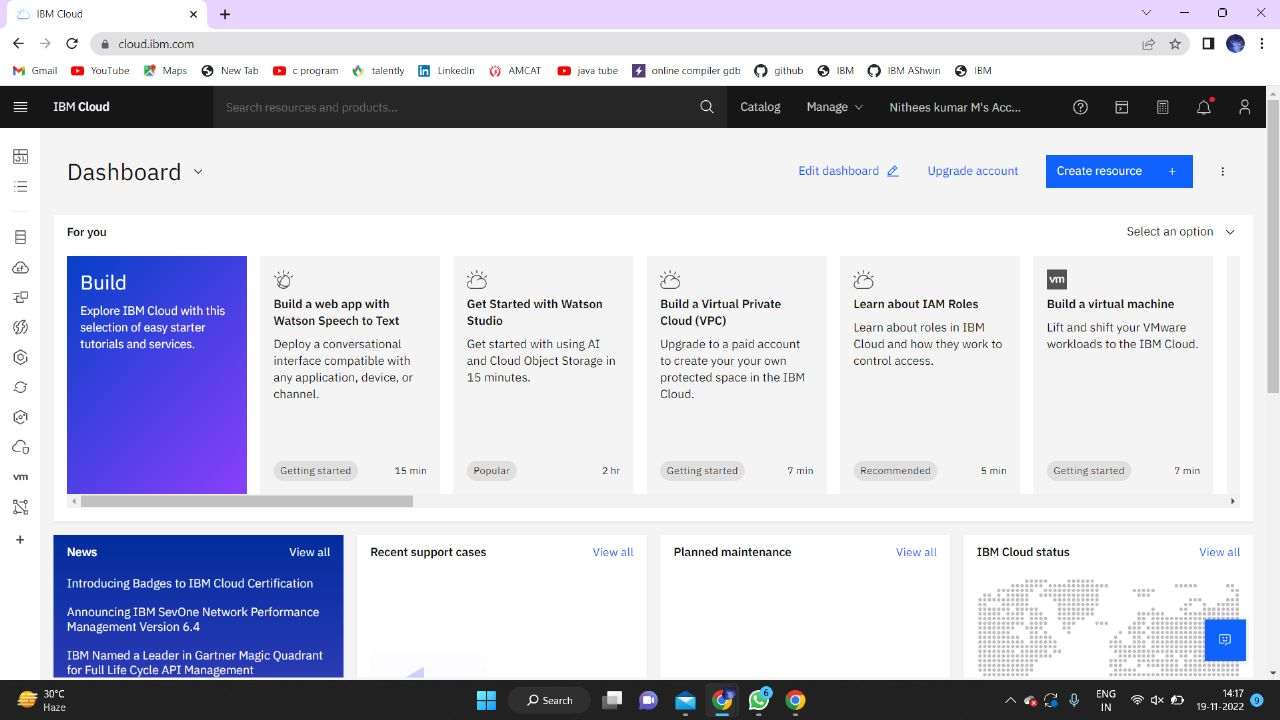 IBM Cloud
cloud.ibm.com
Gmail YouTube Maps New Tab c program talently LinkedIn AMCAT java tube online compiler gdb github IBM IBM AShwin IBM
IBM Cloud Search resources and products... Catalog Manage Nithees kumar M's Acc...
Dashboard Edit dashboard Upgrade account Create resource +
For you Select an option
Build
Explore IBM Cloud with this
selection of easy starter
tutorials and services.
Build a web app with
Watson Speech to Text
Deploy a conversational
interface compatible with
any application, device, or
channel.
Getting started 15 min
Get Started with Watson
Studio
Get started with using AI
and Cloud Object Storage in
15 minutes.
Popular 2 hr
Build a Virtual Private
Cloud (VPC)
Upgrade to a paid account
to create your your own
protected space in the IBM
Cloud.
Getting started 7 min
Learn about IAM Roles
Learn about roles in IBM
Cloud and how they work to
control access.
Recommended 5 min
vm
Build a virtual machine
Lift and shift your VMware
workloads to the IBM Cloud.
Getting started 7 min
vm
News View all
Introducing Badges to IBM Cloud Certification
Announcing IBM SevOne Network Performance
Management Version 6.4
IBM Named a Leader in Gartner Magic Quadrant
for Full Life Cycle API Management
Recent support cases View all
Planned maintenance View all
IBM Cloud status View all
30°C
Haze
Search
6
ENG
IN
14:17
19-11-2022
9